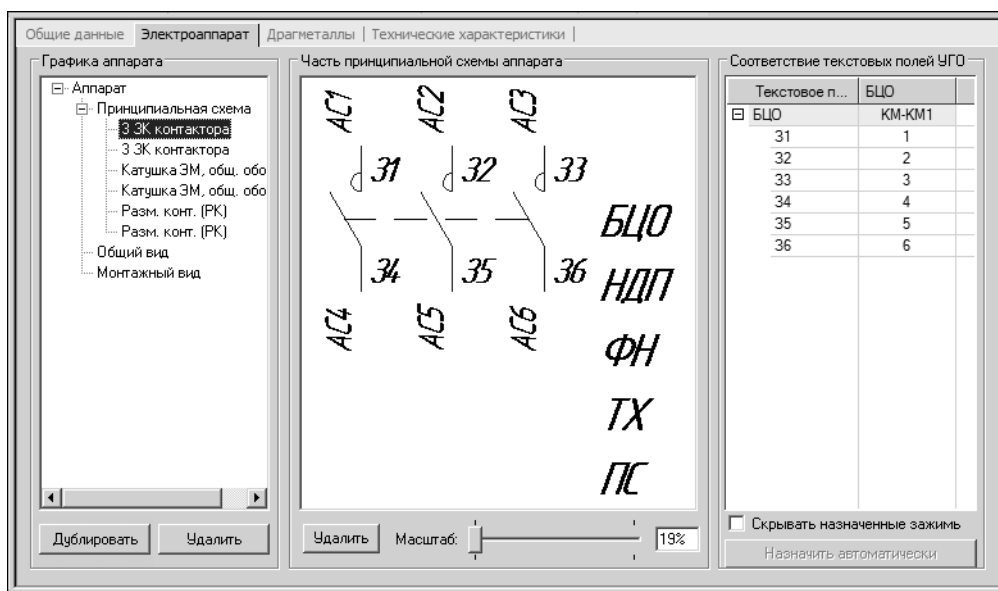 Общие данные Электроаппарат Драгметаллы Технические характеристики
Графика аппарата
Аппарат
Принципиальная схема
3 ЗК контактора
3 ЗК контактора
Катушка ЭМ, общ. обо
Катушка ЭМ, общ. обо
Разм. конт. (РК)
Разм. конт. (РК)
Общий вид
Монтажный вид
Дублировать Удалить
Часть принципиальной схемы аппарата
АС1 АС2 АС3
31 32 33
34 35 36
АС4 АС5 АС6
БЦО
НДП
ФН
ТХ
ПС
Удалить Масштаб: 19%
Соответствие текстовых полей УГО
Текстовое п... БЦО
БЦО КМ-КМ1
31 1
32 2
33 3
34 4
35 5
36 6
Скрывать назначенные зажимь
Назначить автоматически